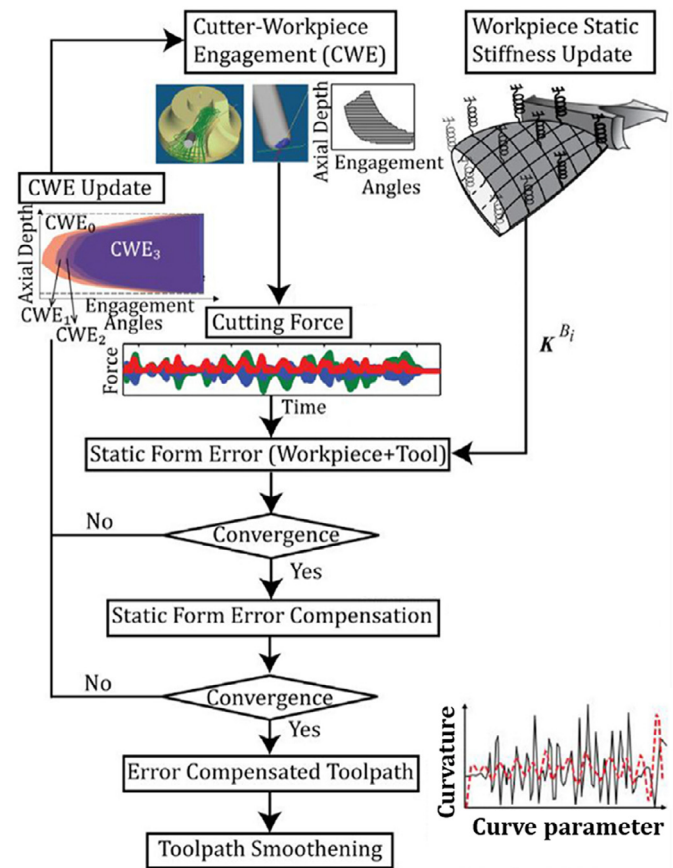 Cutter-Workpiece
Engagement (CWE)
Workpiece Static
Stiffness Update
Axial Depth
Engagement
Angles
CWE Update
Axial Depth
CWE₀
CWE₃
Engagement
Angles
CWE₁
CWE₂
Cutting Force
K^{B_i}
Force
Time
Static Form Error (Workpiece+Tool)
No
Convergence
Yes
Static Form Error Compensation
No
Convergence
Yes
Error Compensated Toolpath
Toolpath Smoothening
Curvature
Curve parameter